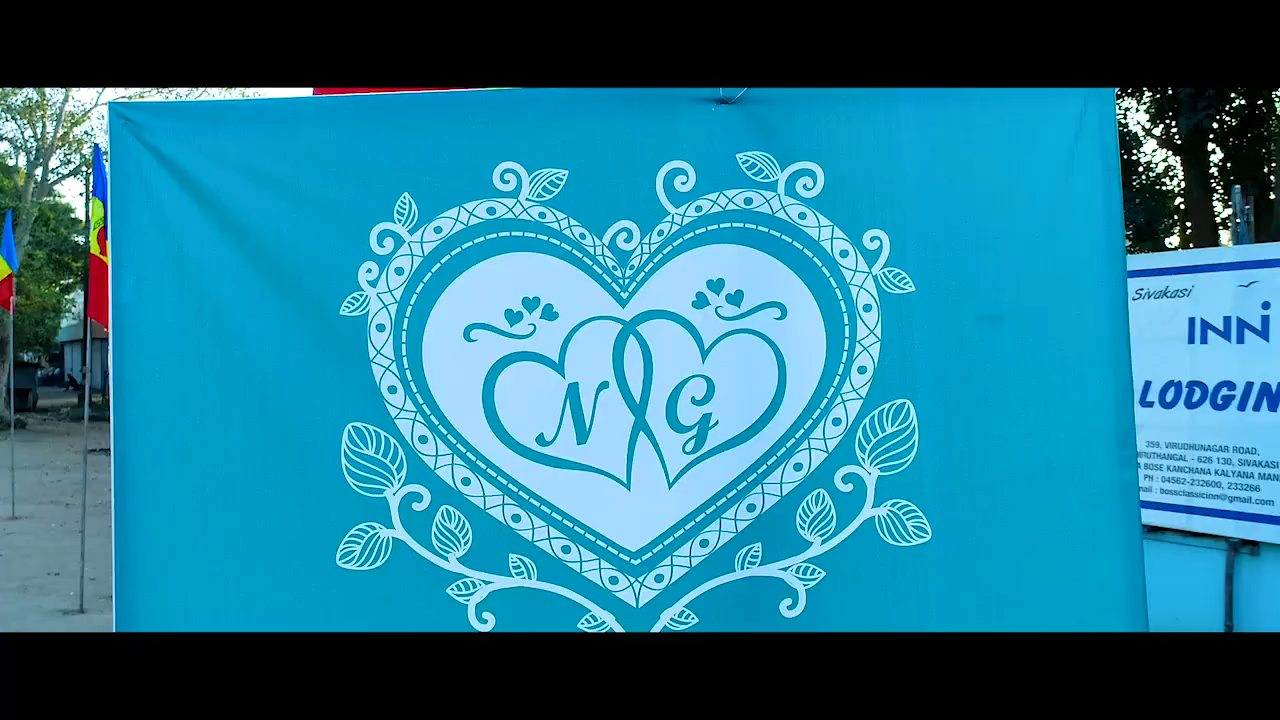 N G
Sivakasi
INN
LODGIN
359, VIRUDHUNAGAR ROAD,
626 130, SIVAKASI
BOSE KANCHANA KALYANA MAN
PH : 04562-232600, 233266
bossclassicinn@gmail.com